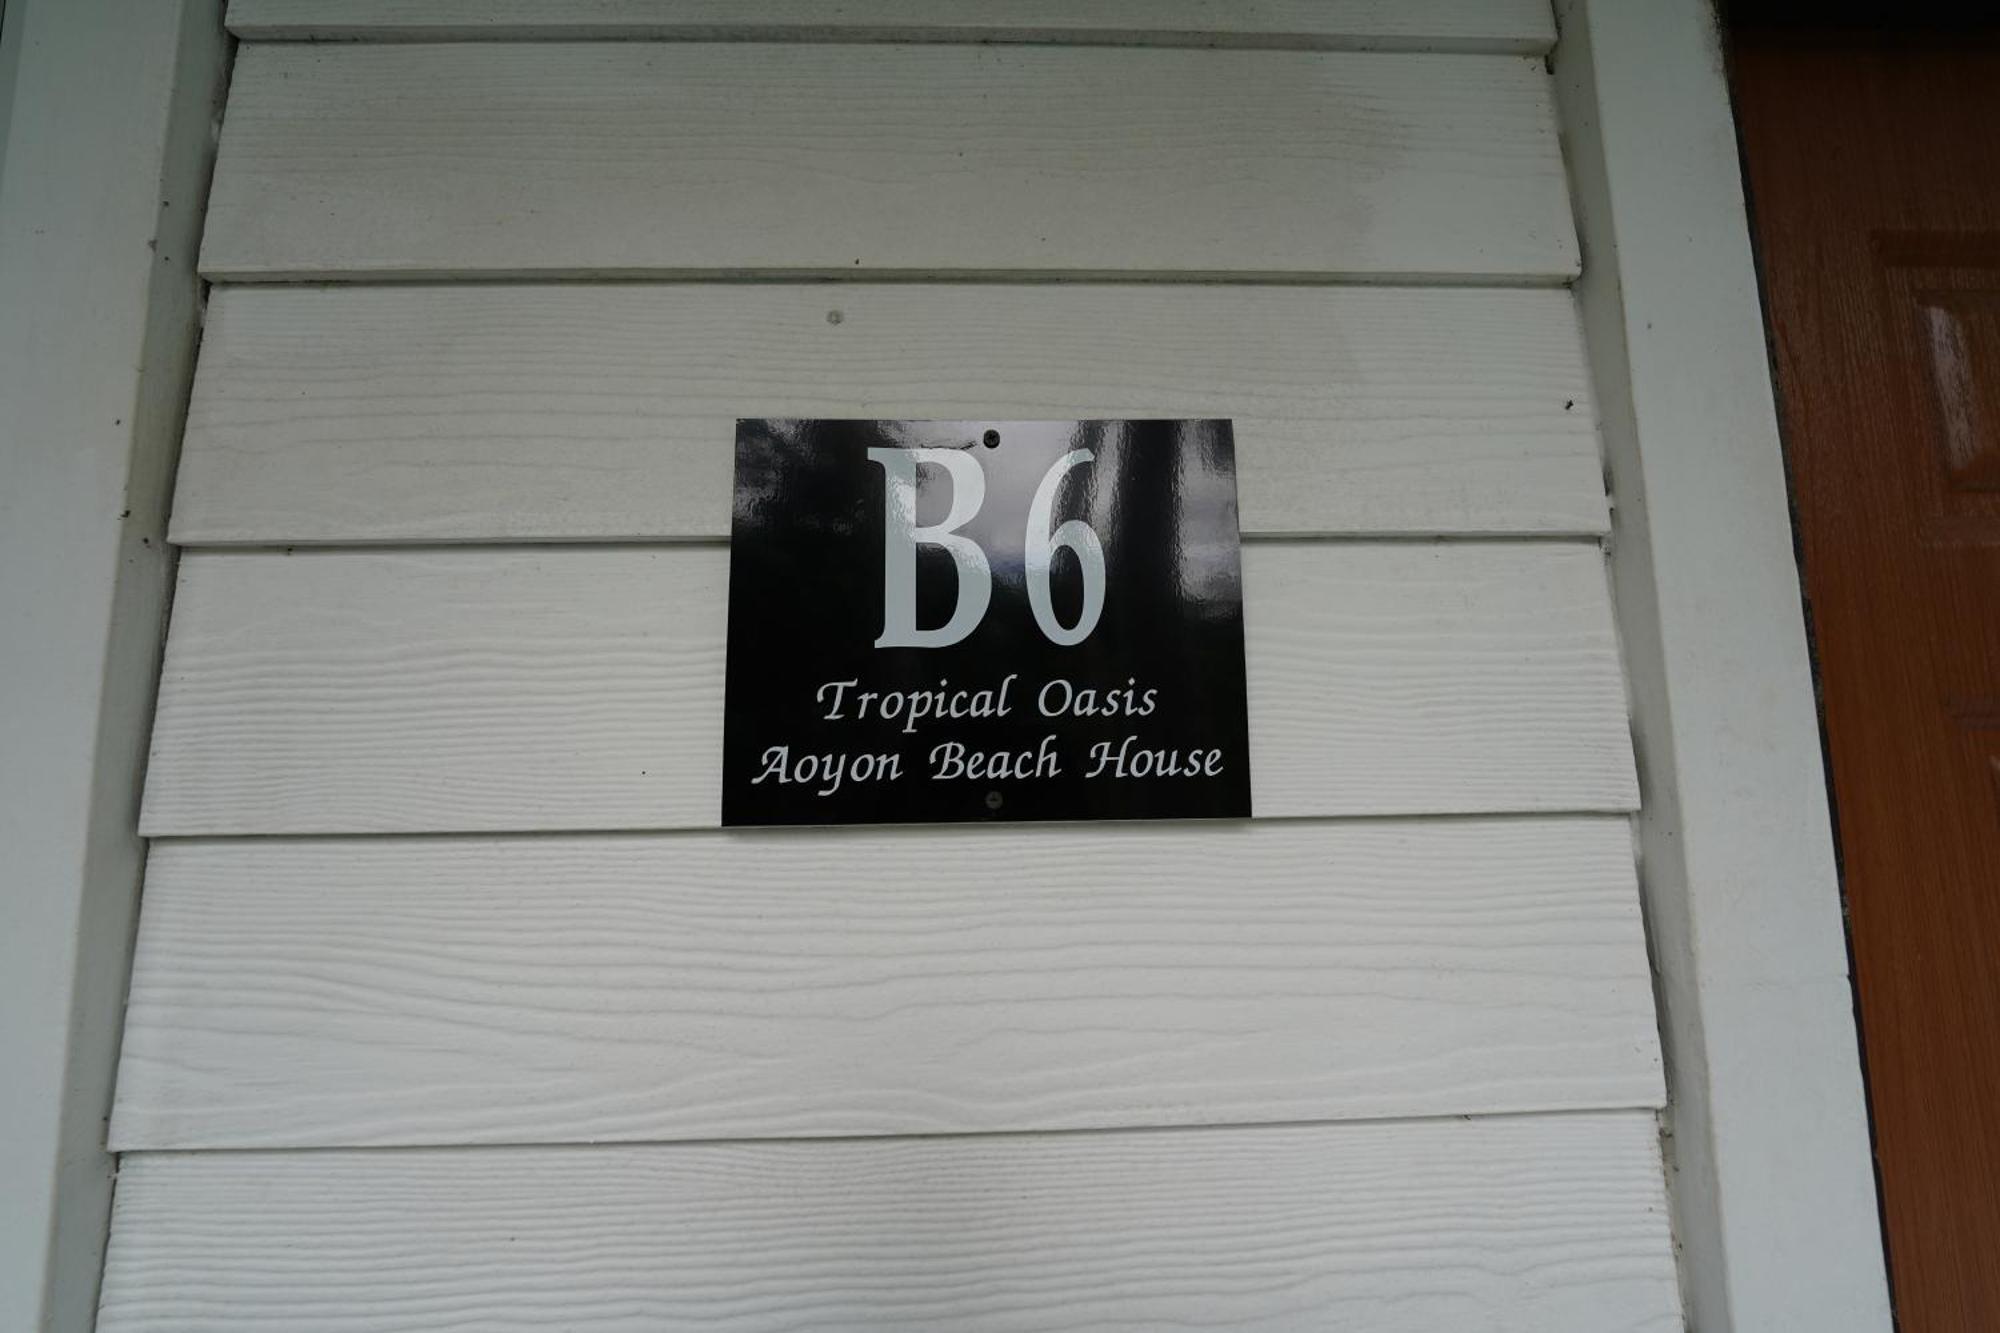 B6
Tropical Oasis
Aoyon Beach House